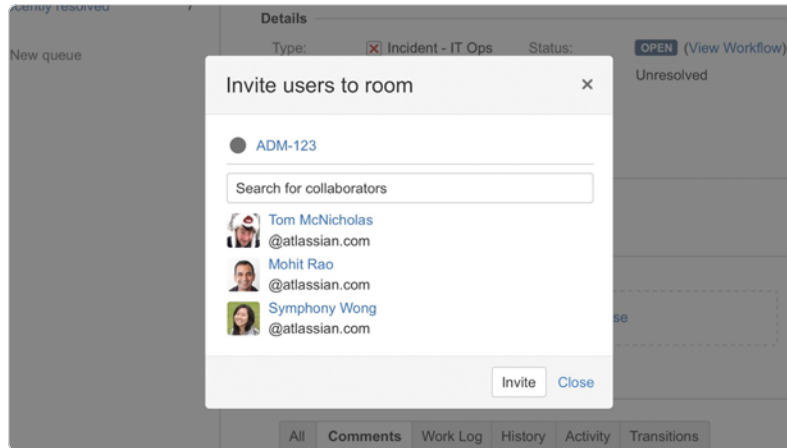 ecently resolved
New queue
Details
Type: Incident - IT Ops Status: OPEN (View Workflow)
Unresolved
Invite users to room ×
ADM-123
Search for collaborators
Tom McNicholas
@atlassian.com
Mohit Rao
@atlassian.com
Symphony Wong
@atlassian.com
se
Invite Close
All Comments Work Log History Activity Transitions